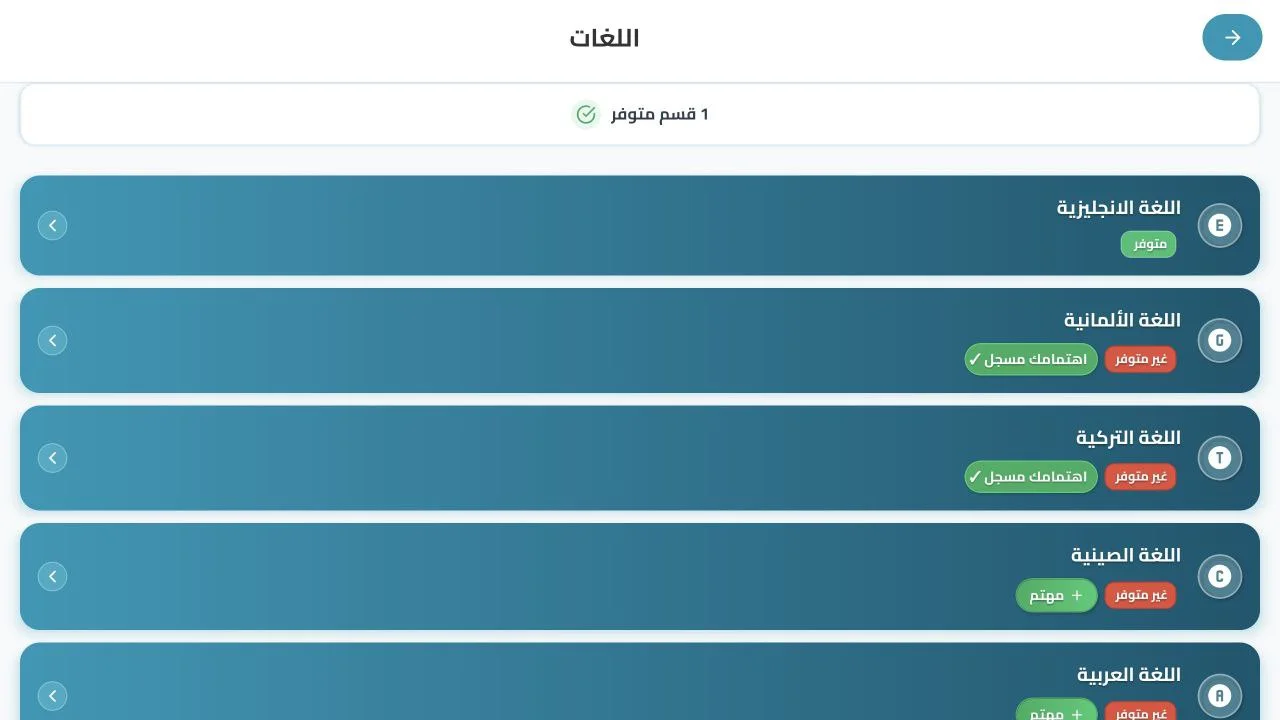 اللغات
1 قسم متوفر
E
اللغة الانجليزية
متوفر
G
اللغة الألمانية
غير متوفر اهتمامك مسجل ✓
T
اللغة التركية
غير متوفر اهتمامك مسجل ✓
C
اللغة الصينية
غير متوفر + مهتم
A
اللغة العربية
غير متوفر + مهتم